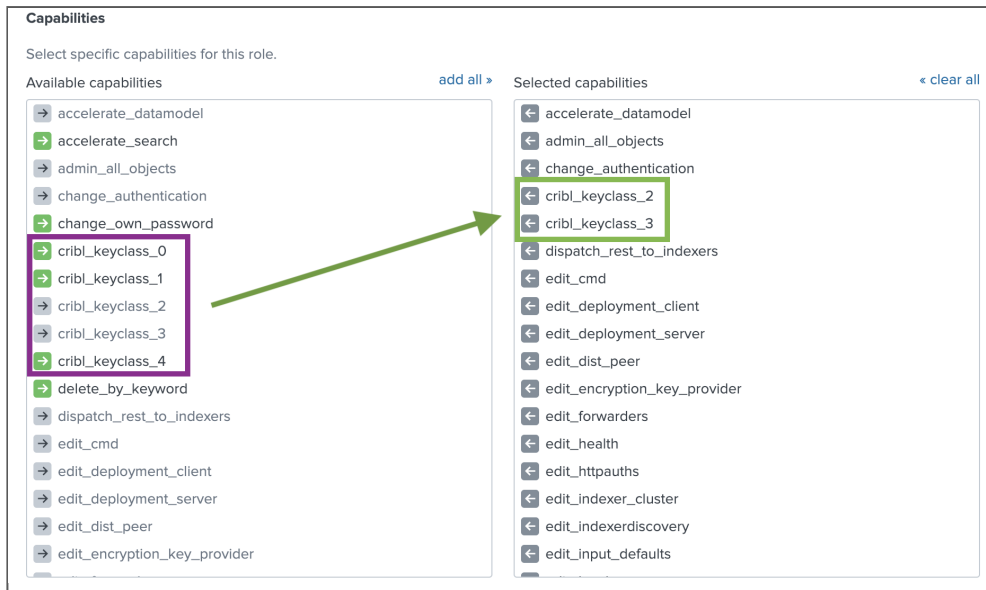 Capabilities
Select specific capabilities for this role.
Available capabilities
add all »
accelerate_datamodel
accelerate_search
admin_all_objects
change_authentication
change_own_password
cribl_keyclass_0
cribl_keyclass_1
cribl_keyclass_2
cribl_keyclass_3
cribl_keyclass_4
delete_by_keyword
dispatch_rest_to_indexers
edit_cmd
edit_deployment_client
edit_deployment_server
edit_dist_peer
edit_encryption_key_provider
Selected capabilities
« clear all
accelerate_datamodel
admin_all_objects
change_authentication
cribl_keyclass_2
cribl_keyclass_3
dispatch_rest_to_indexers
edit_cmd
edit_deployment_client
edit_deployment_server
edit_dist_peer
edit_encryption_key_provider
edit_forwarders
edit_health
edit_httpauths
edit_indexer_cluster
edit_indexerdiscovery
edit_input_defaults